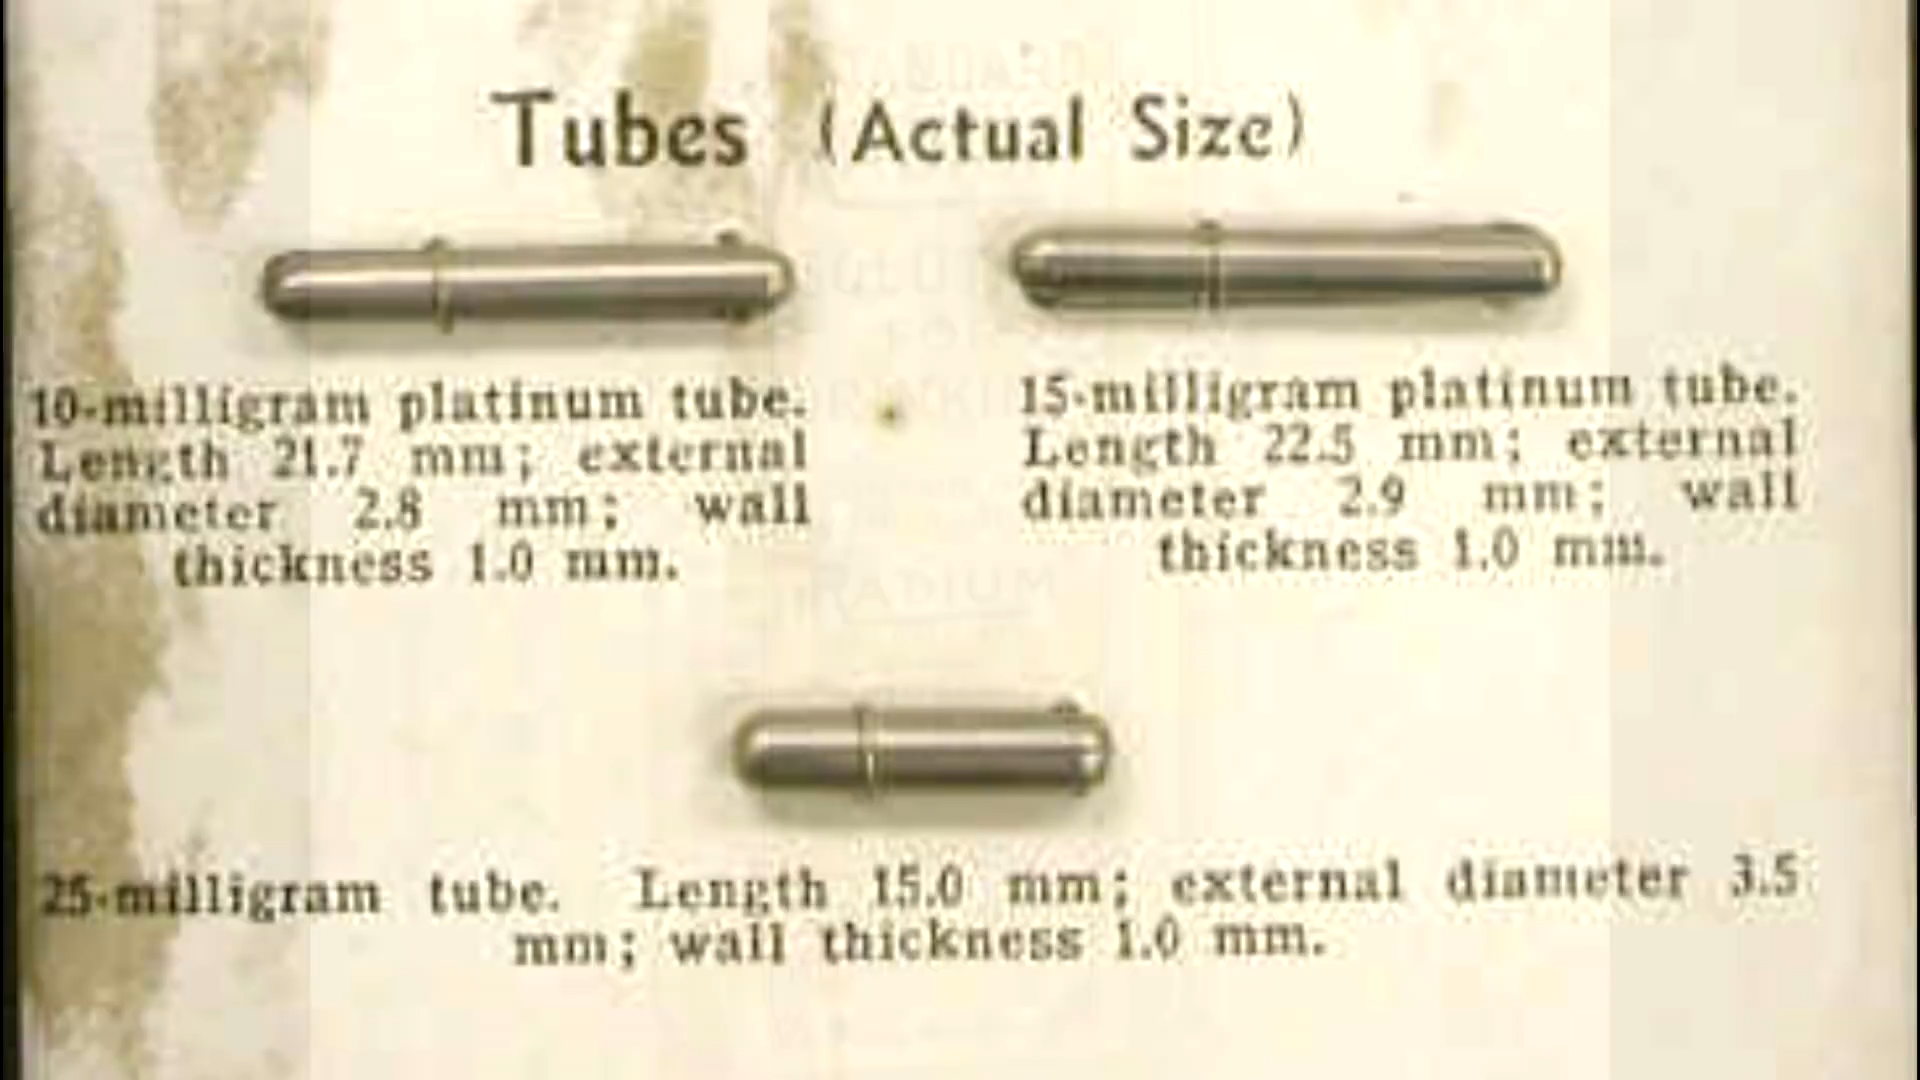 Tubes (Actual Size)
10-milligram platinum tube.
Length 21.7 mm; external
diameter 2.8 mm; wall
thickness 1.0 mm.
15-milligram platinum tube.
Length 22.5 mm; external
diameter 2.9 mm; wall
thickness 1.0 mm.
RADIUM
25-milligram tube. Length 15.0 mm; external diameter 3.5
mm; wall thickness 1.0 mm.